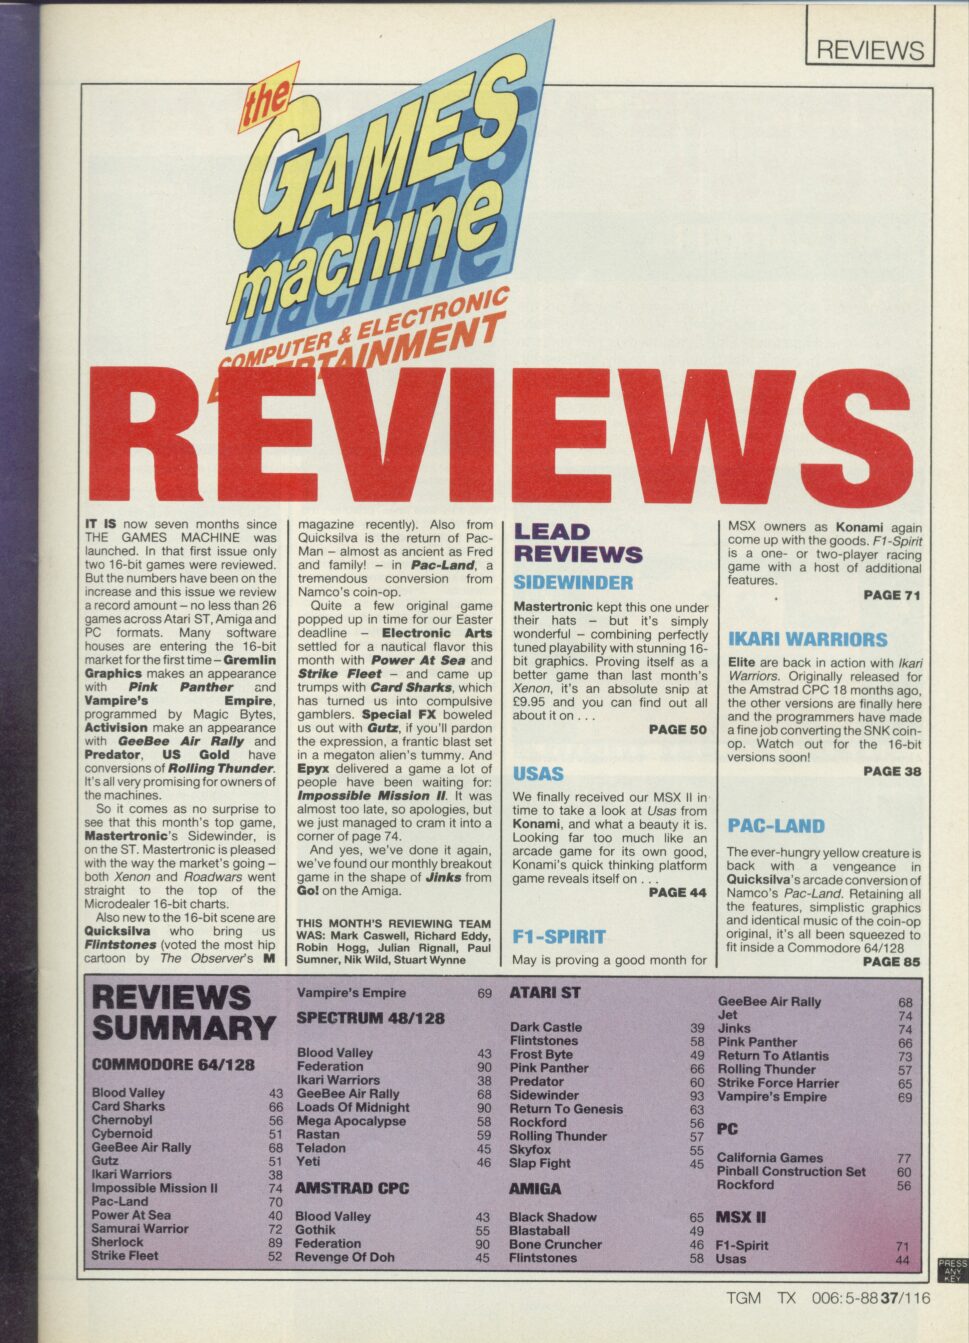 REVIEWS
the
GAMES
machine
COMPUTER & ELECTRONIC
ENTERTAINMENT
REVIEWS
IT IS now seven months since
THE GAMES MACHINE was
launched. In that first issue only
two 16-bit games were reviewed.
But the numbers have been on the
increase and this issue we review
a record amount – no less than 26
games across Atari ST, Amiga and
PC formats. Many software
houses are entering the 16-bit
market for the first time – Gremlin
Graphics makes an appearance
with Pink Panther and
Vampire's Empire,
programmed by Magic Bytes,
Activision make an appearance
with GeeBee Air Rally and
Predator, US Gold have
conversions of Rolling Thunder.
It's all very promising for owners of
the machines.
So it comes as no surprise to
see that this month's top game,
Mastertronic's Sidewinder, is
on the ST. Mastertronic is pleased
with the way the market's going –
both Xenon and Roadwars went
straight to the top of the
Microdealer 16-bit charts.
Also new to the 16-bit scene are
Quicksilva who bring us
Flintstones (voted the most hip
cartoon by The Observer's M
magazine recently). Also from
Quicksilva is the return of Pac-
Man – almost as ancient as Fred
and family! – in Pac-Land, a
tremendous conversion from
Namco's coin-op.
Quite a few original game
popped up in time for our Easter
deadline – Electronic Arts
settled for a nautical flavor this
month with Power At Sea and
Strike Fleet – and came up
trumps with Card Sharks, which
has turned us into compulsive
gamblers. Special FX boweled
us out with Gutz, if you'll pardon
the expression, a frantic blast set
in a megaton alien's tummy. And
Epyx delivered a game a lot of
people have been waiting for:
Impossible Mission II. It was
almost too late, so apologies, but
we just managed to cram it into a
corner of page 74.
And yes, we've done it again,
we've found our monthly breakout
game in the shape of Jinks from
Go! on the Amiga.
THIS MONTH'S REVIEWING TEAM
WAS: Mark Caswell, Richard Eddy,
Robin Hogg, Julian Rignall, Paul
Sumner, Nik Wild, Stuart Wynne
LEAD
REVIEWS
SIDEWINDER
Mastertronic kept this one under
their hats – but it's simply
wonderful – combining perfectly
tuned playability with stunning 16-
bit graphics. Proving itself as a
better game than last month's
Xenon, it's an absolute snip at
£9.95 and you can find out all
about it on . . .
PAGE 50
USAS
We finally received our MSX II in
time to take a look at Usas from
Konami, and what a beauty it is.
Looking far too much like an
arcade game for its own good,
Konami's quick thinking platform
game reveals itself on . . .
PAGE 44
F1-SPIRIT
May is proving a good month for
MSX owners as Konami again
come up with the goods. F1-Spirit
is a one- or two-player racing
game with a host of additional
features.
PAGE 71
IKARI WARRIORS
Elite are back in action with Ikari
Warriors. Originally released for
the Amstrad CPC 18 months ago,
the other versions are finally here
and the programmers have made
a fine job converting the SNK coin-
op. Watch out for the 16-bit
versions soon!
PAGE 38
PAC-LAND
The ever-hungry yellow creature is
back with a vengeance in
Quicksilva's arcade conversion of
Namco's Pac-Land. Retaining all
the features, simplistic graphics
and identical music of the coin-op
original, it's all been squeezed to
fit inside a Commodore 64/128
PAGE 85
REVIEWS
SUMMARY
COMMODORE 64/128
Blood Valley 43
Card Sharks 66
Chernobyl 56
Cybernoid 51
GeeBee Air Rally 68
Gutz 51
Ikari Warriors 38
Impossible Mission II 74
Pac-Land 70
Power At Sea 40
Samurai Warrior 72
Sherlock 89
Strike Fleet 52
Vampire's Empire 69
SPECTRUM 48/128
Blood Valley 43
Federation 90
Ikari Warriors 38
GeeBee Air Rally 68
Loads Of Midnight 90
Mega Apocalypse 58
Rastan 59
Teladon 45
Yeti 46
AMSTRAD CPC
Blood Valley 43
Gothik 55
Federation 90
Revenge Of Doh 45
ATARI ST
Dark Castle 39
Flintstones 58
Frost Byte 49
Pink Panther 66
Predator 60
Sidewinder 93
Return To Genesis 63
Rockford 56
Rolling Thunder 57
Skyfox 55
Slap Fight 45
AMIGA
Black Shadow 65
Blastaball 49
Bone Cruncher 46
Flintstones 58
GeeBee Air Rally 68
Jet 74
Jinks 74
Pink Panther 66
Return To Atlantis 73
Rolling Thunder 57
Strike Force Harrier 65
Vampire's Empire 69
PC
California Games 77
Pinball Construction Set 60
Rockford 56
MSX II
F1-Spirit 71
Usas 44
PRESS
ANY
KEY
TGM TX 006:5-88 37/116